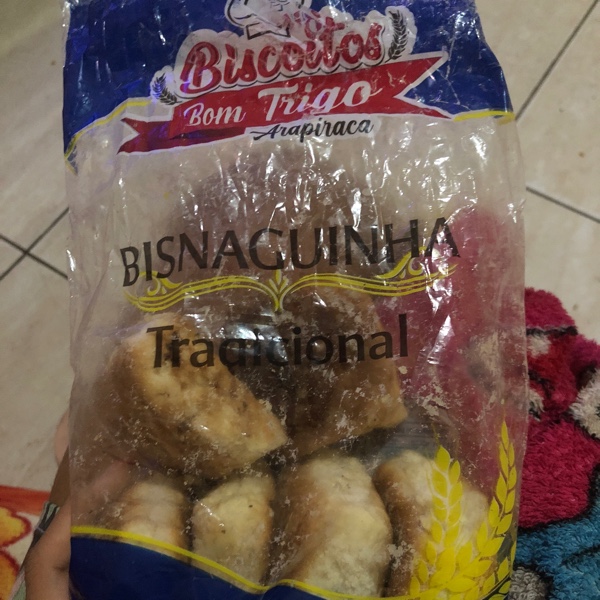 Biscoitos
Bom Trigo
Arapiraca
BISNAGUINHA
Tradicional